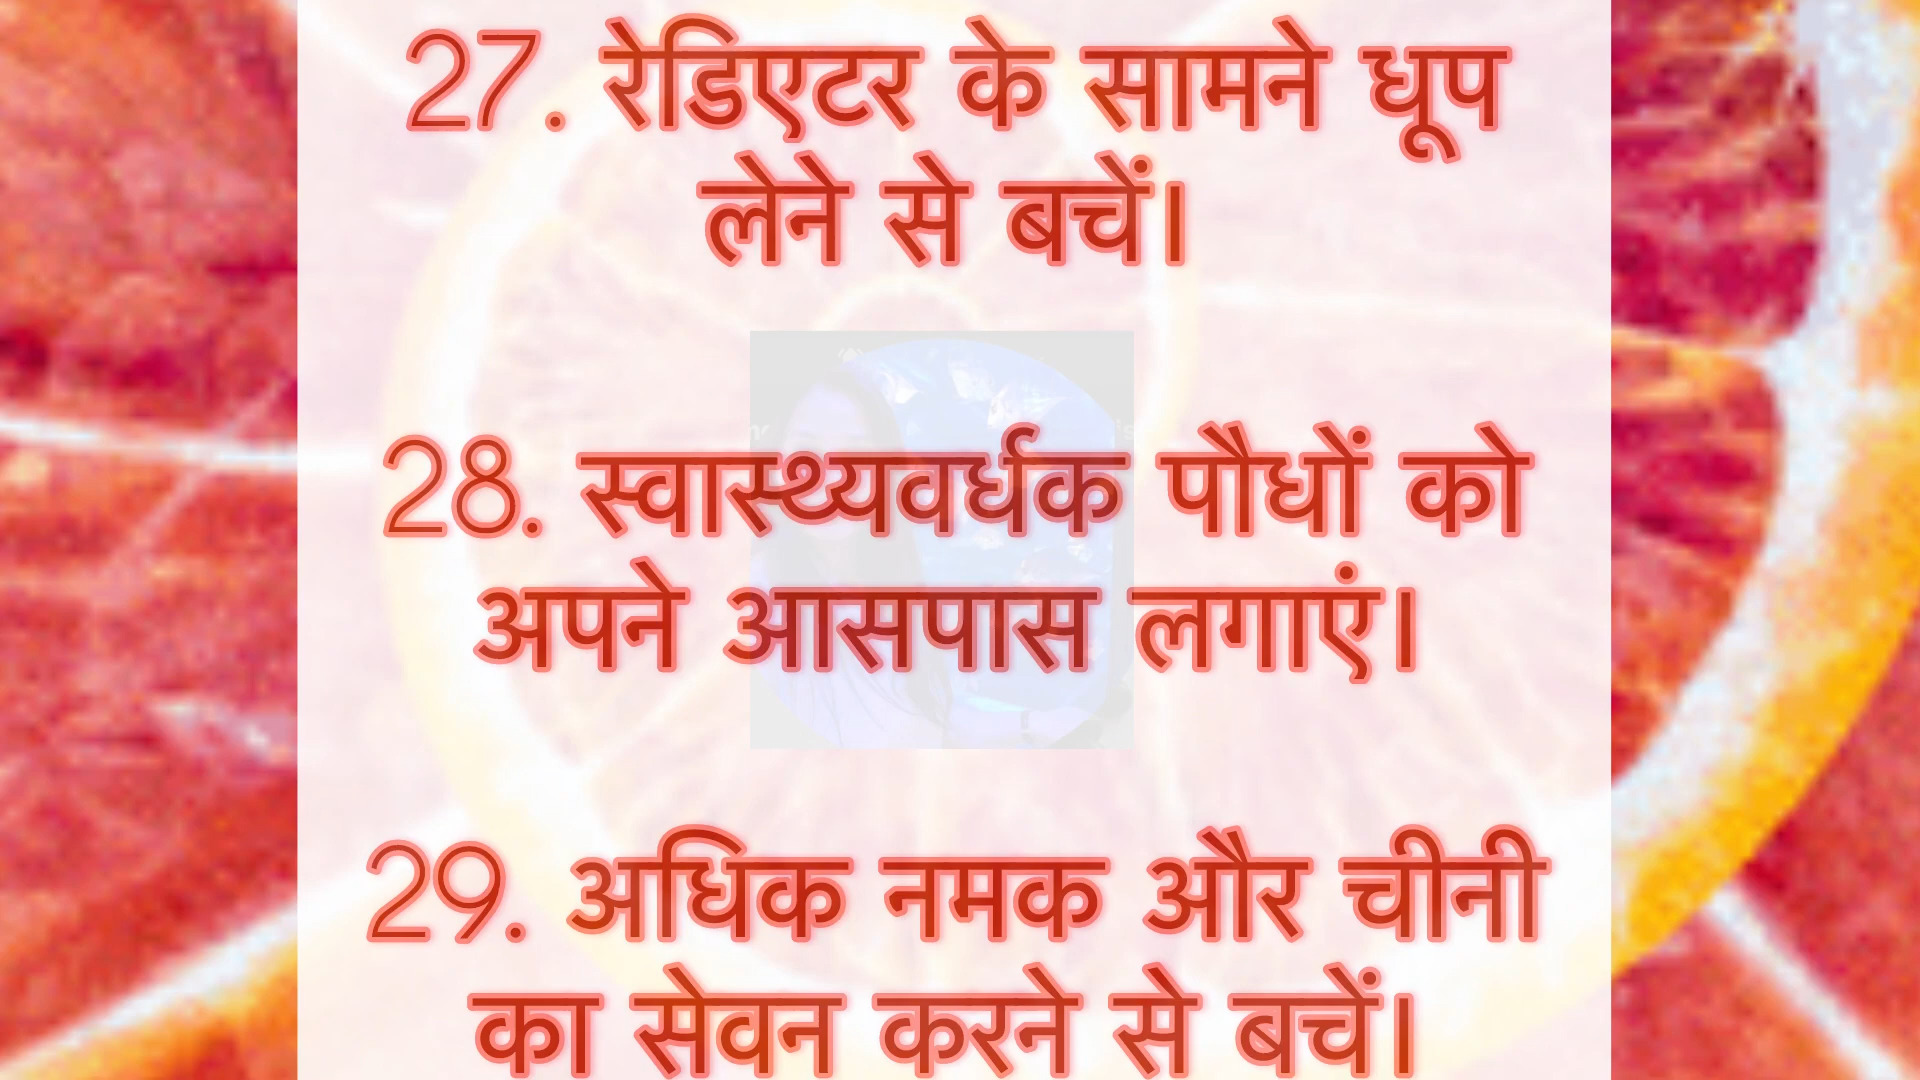 27. रेडिएटर के सामने धूप
लेने से बचें।
28. स्वास्थ्यवर्धक पौधों को
अपने आसपास लगाएं।
29. अधिक नमक और चीनी
का सेवन करने से बचें।